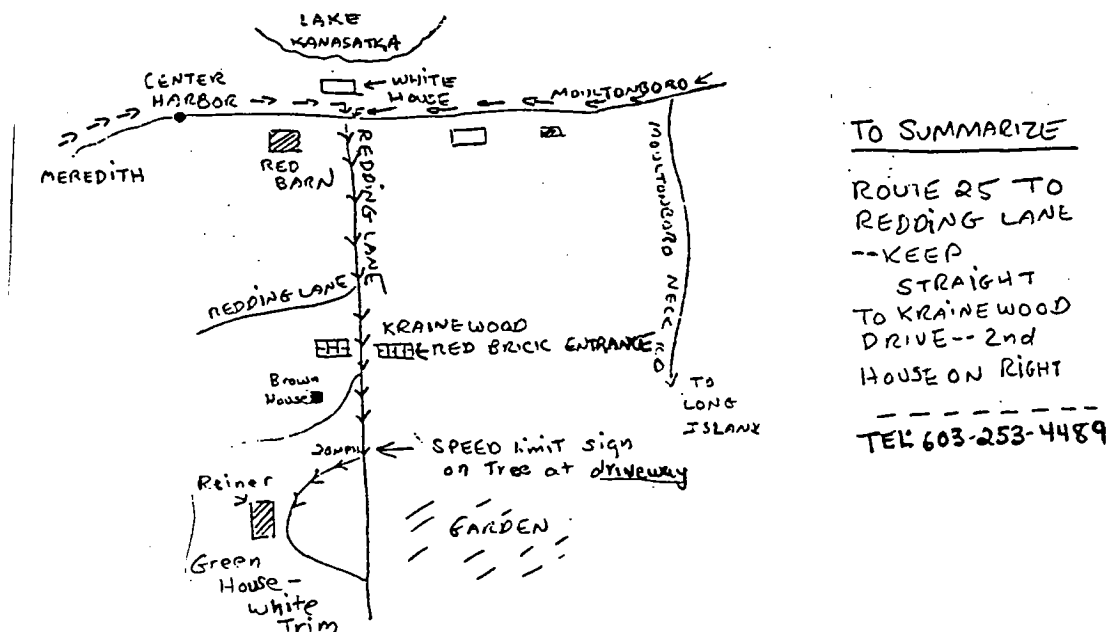 LAKE
KANASATKA
WHITE
HOUSE
CENTER
HARBOR
MOULTONBORO
MEREDITH
RED
BARN
REDDING LANE
MOULTONBORO NECK RD
REDDING LANE
KRAINEWOOD
RED BRICK ENTRANCE
Brown
House
TO
LONG
ISLAND
20MPH
SPEED limit sign
on Tree at driveway
Reiner
GARDEN
Green
House -
white
Trim
TO SUMMARIZE
ROUTE 25 TO
REDDING LANE
--KEEP
STRAIGHT
TO KRAINEWOOD
DRIVE-- 2nd
HOUSE ON RIGHT
TEL: 603-253-4489